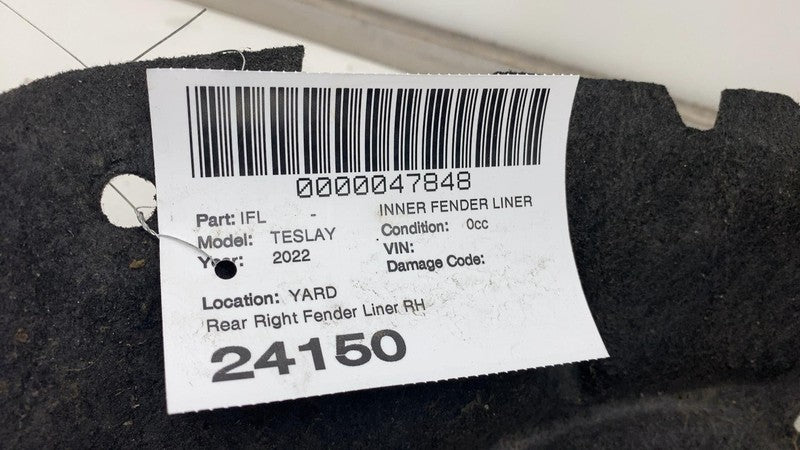 0000047848
Part: IFL - INNER FENDER LINER
Model: TESLAY Condition: 0cc
Year: 2022 VIN:
Damage Code:
Location: YARD
Rear Right Fender Liner RH
24150